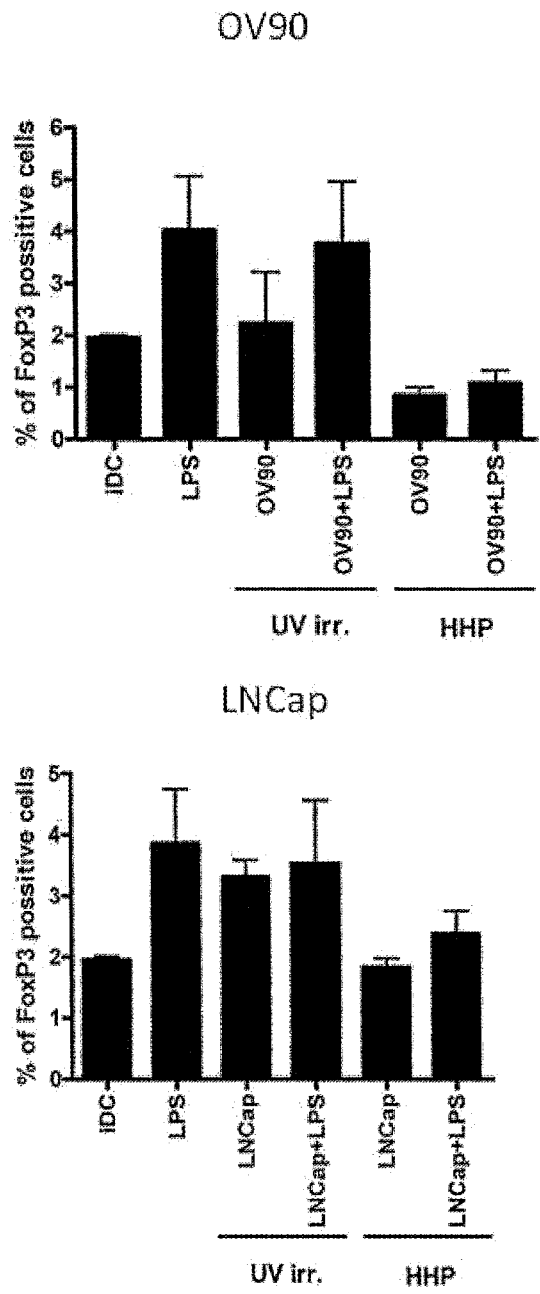 OV90
% of FoxP3 possitive cells
6
5
4
3
2
1
0
iDC
LPS
OV90
OV90+LPS
OV90
OV90+LPS
UV irr.
HHP
LNCap
% of FoxP3 possitive cells
5
4
3
2
1
0
iDC
LPS
LNCap
LNCap+LPS
LNCap
LNCap+LPS
UV irr.
HHP